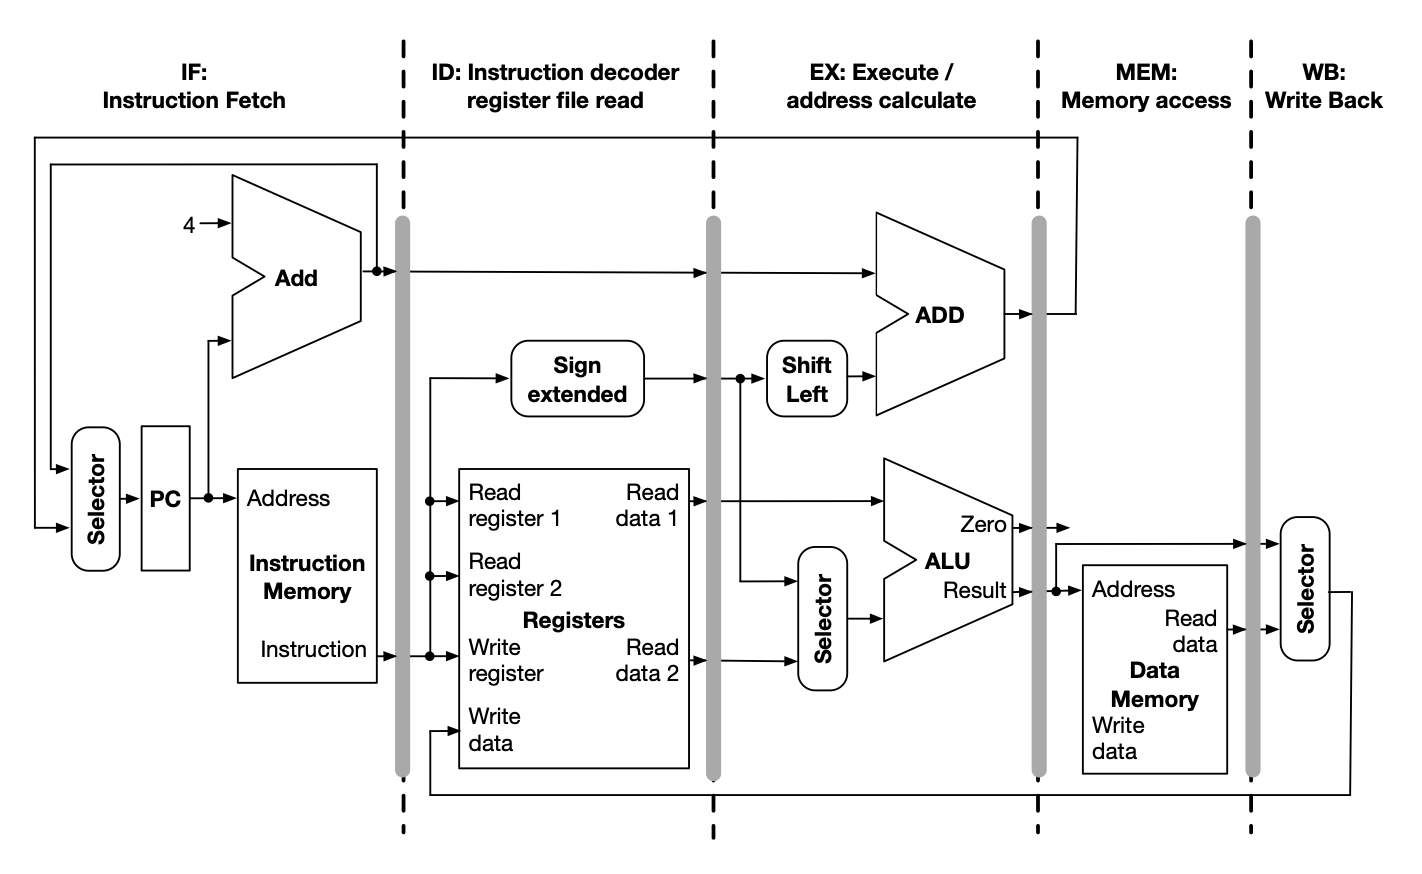 IF:
Instruction Fetch
ID: Instruction decoder
register file read
EX: Execute /
address calculate
MEM:
Memory access
WB:
Write Back
4
Add
Selector
PC
Address
Instruction
Memory
Instruction
Sign
extended
Read
register 1
Read
data 1
Read
register 2
Registers
Write
register
Read
data 2
Write
data
Shift
Left
ADD
Selector
Zero
ALU
Result
Address
Read
data
Data
Memory
Write
data
Selector